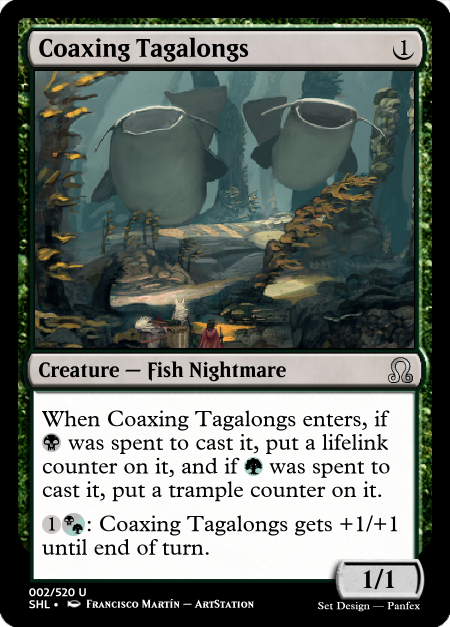 Coaxing Tagalongs 1
Creature — Fish Nightmare
When Coaxing Tagalongs enters, if
was spent to cast it, put a lifelink
counter on it, and if was spent to
cast it, put a trample counter on it.
1: Coaxing Tagalongs gets +1/+1
until end of turn.
1/1
002/520 U
SHL • Francisco Martín — ArtStation
Set Design — Panfex